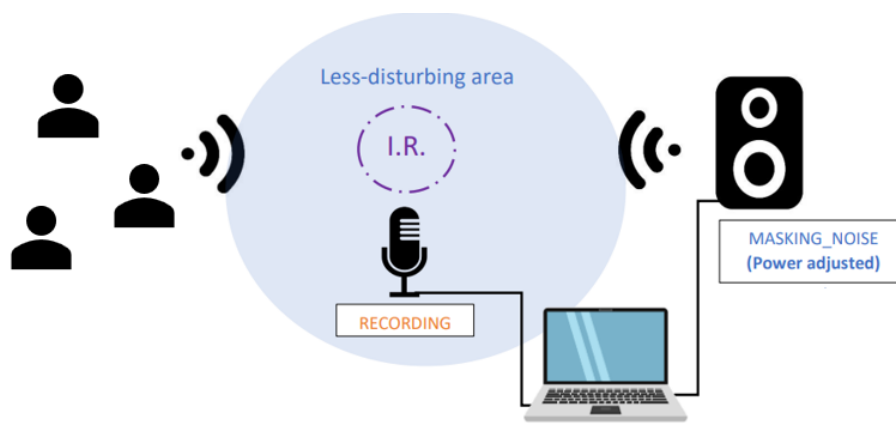 Less-disturbing area
I.R.
RECORDING
MASKING_NOISE
(Power adjusted)